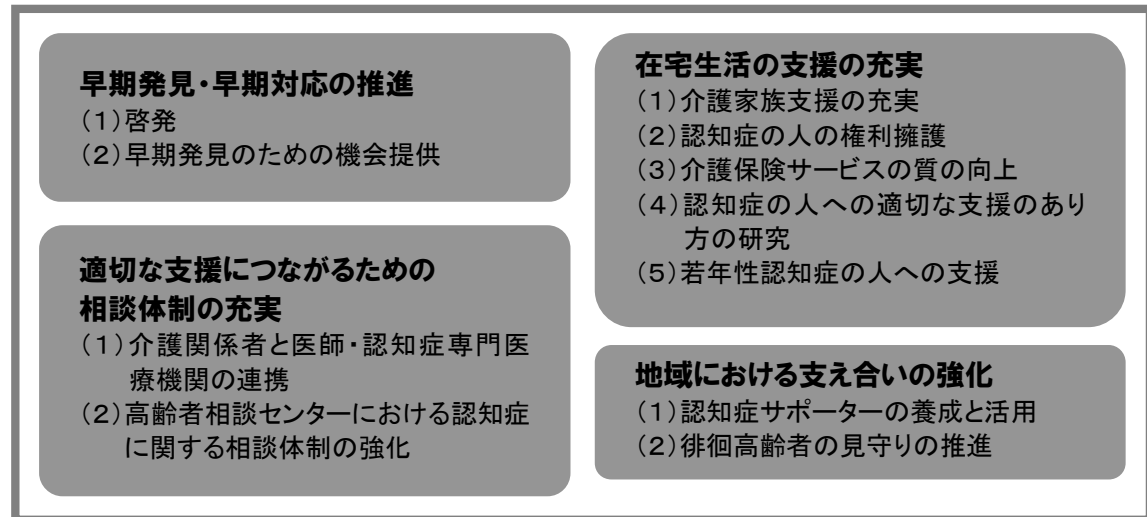 早期発見・早期対応の推進
（１）啓発
（２）早期発見のための機会提供
適切な支援につながるための
相談体制の充実
（１）介護関係者と医師・認知症専門医
療機関の連携
（２）高齢者相談センターにおける認知症
に関する相談体制の強化
在宅生活の支援の充実
（１）介護家族支援の充実
（２）認知症の人の権利擁護
（３）介護保険サービスの質の向上
（４）認知症の人への適切な支援のあり
方の研究
（５）若年性認知症の人への支援
地域における支え合いの強化
（１）認知症サポーターの養成と活用
（２）徘徊高齢者の見守りの推進